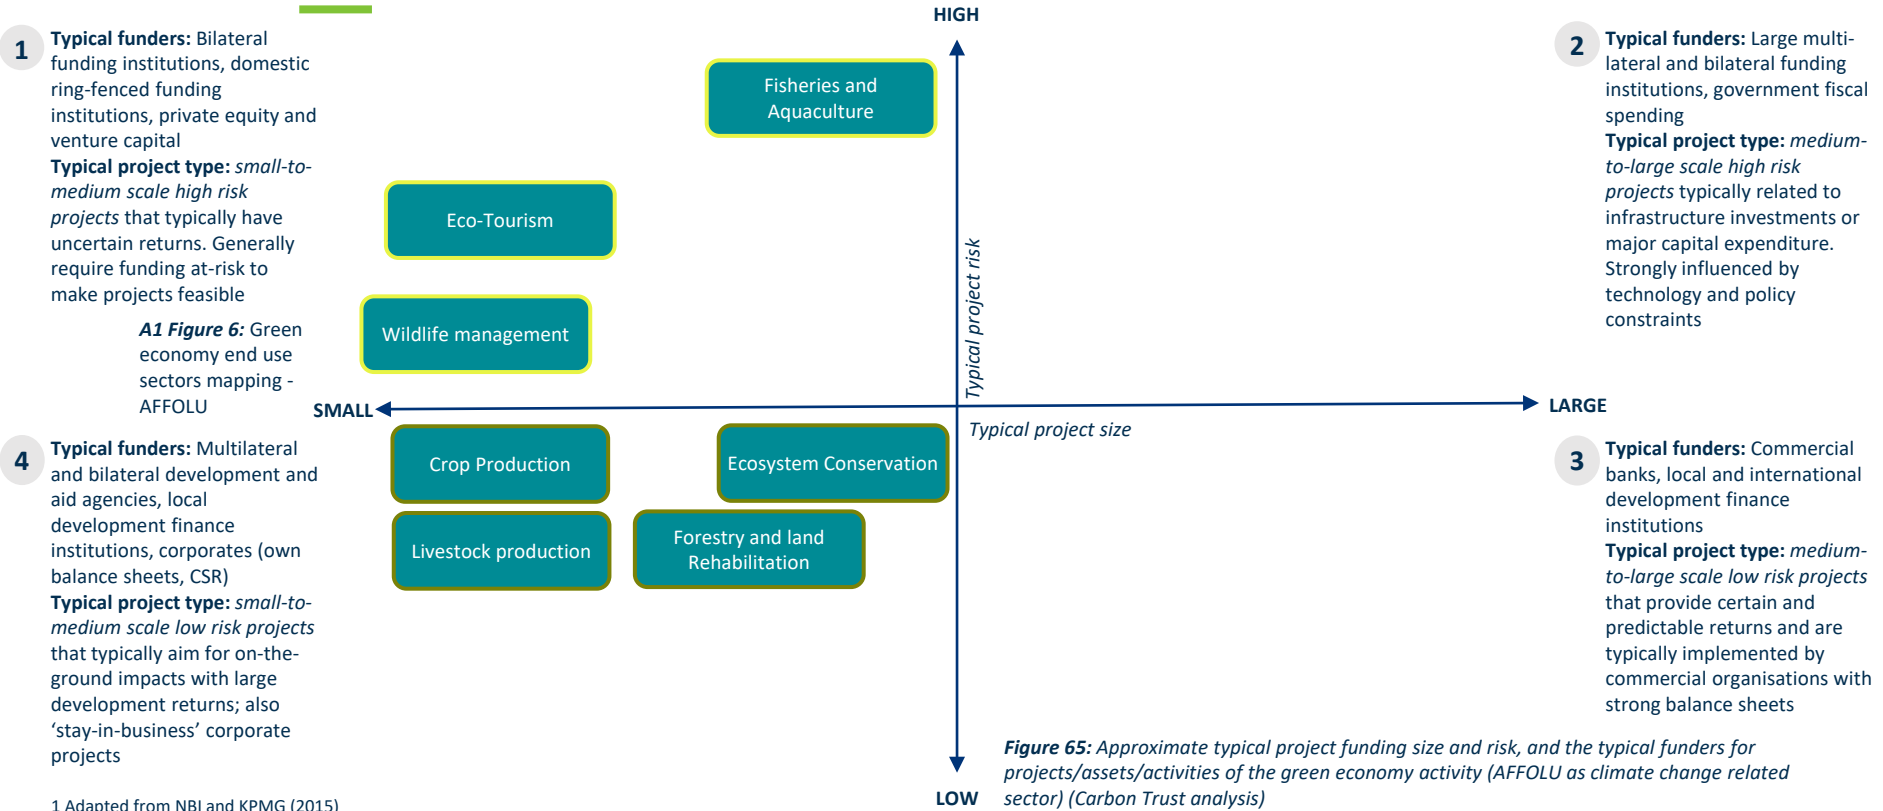 HIGH
1
Typical funders: Bilateral
funding institutions, domestic
ring-fenced funding
institutions, private equity and
venture capital
Typical project type: small-to-
medium scale high risk
projects that typically have
uncertain returns. Generally
require funding at-risk to
make projects feasible
2
Typical funders: Large multi-
lateral and bilateral funding
institutions, government fiscal
spending
Typical project type: medium-
to-large scale high risk
projects typically related to
infrastructure investments or
major capital expenditure.
Strongly influenced by
technology and policy
constraints
Fisheries and
Aquaculture
Eco-Tourism
Wildlife management
Typical project risk
A1 Figure 6: Green
economy end use
sectors mapping -
AFFOLU
SMALL
LARGE
Typical project size
4
Typical funders: Multilateral
and bilateral development and
aid agencies, local
development finance
institutions, corporates (own
balance sheets, CSR)
Typical project type: small-to-
medium scale low risk projects
that typically aim for on-the-
ground impacts with large
development returns; also
‘stay-in-business’ corporate
projects
Crop Production
Ecosystem Conservation
Livestock production
Forestry and land
Rehabilitation
3
Typical funders: Commercial
banks, local and international
development finance
institutions
Typical project type: medium-
to-large scale low risk projects
that provide certain and
predictable returns and are
typically implemented by
commercial organisations with
strong balance sheets
LOW
Figure 65: Approximate typical project funding size and risk, and the typical funders for
projects/assets/activities of the green economy activity (AFFOLU as climate change related
sector) (Carbon Trust analysis)
1 Adapted from NBI and KPMG (2015)